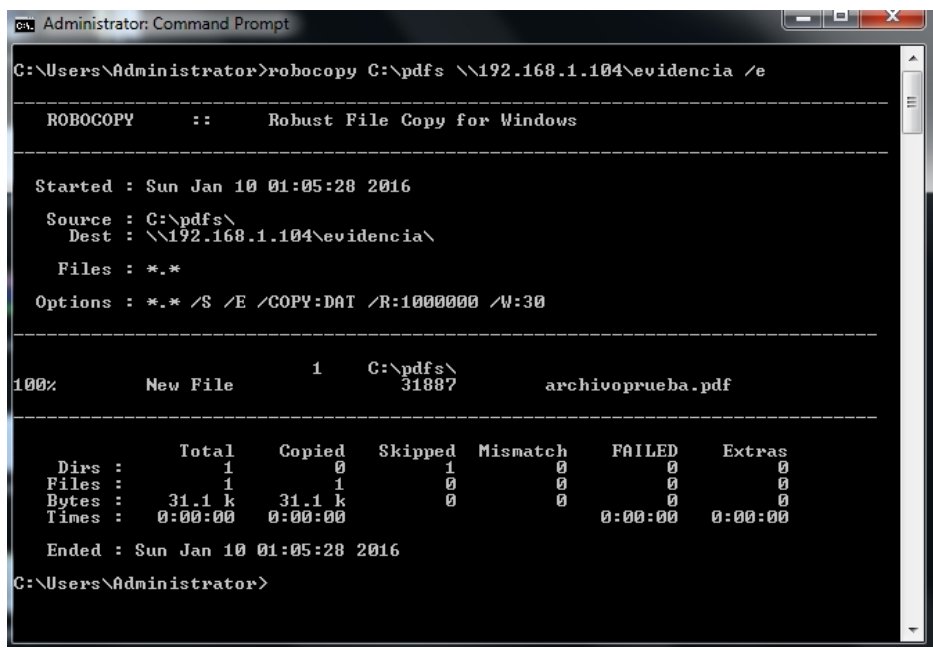 Administrator: Command Prompt
C:\Users\Administrator>robocopy C:\pdfs \\192.168.1.104\evidencia /e
ROBOCOPY     ::     Robust File Copy for Windows
Started : Sun Jan 10 01:05:28 2016
Source : C:\pdfs\
Dest : \\192.168.1.104\evidencia\
Files : *.*
Options : *.* /S /E /COPY:DAT /R:1000000 /W:30
1    C:\pdfs\
100%        New File        31887        archivoprueba.pdf
Total    Copied   Skipped  Mismatch    FAILED    Extras
Dirs :         1         0         1         0         0         0
Files :         1         1         0         0         0         0
Bytes :    31.1 k    31.1 k         0         0         0         0
Times :   0:00:00   0:00:00                       0:00:00   0:00:00
Ended : Sun Jan 10 01:05:28 2016
C:\Users\Administrator>